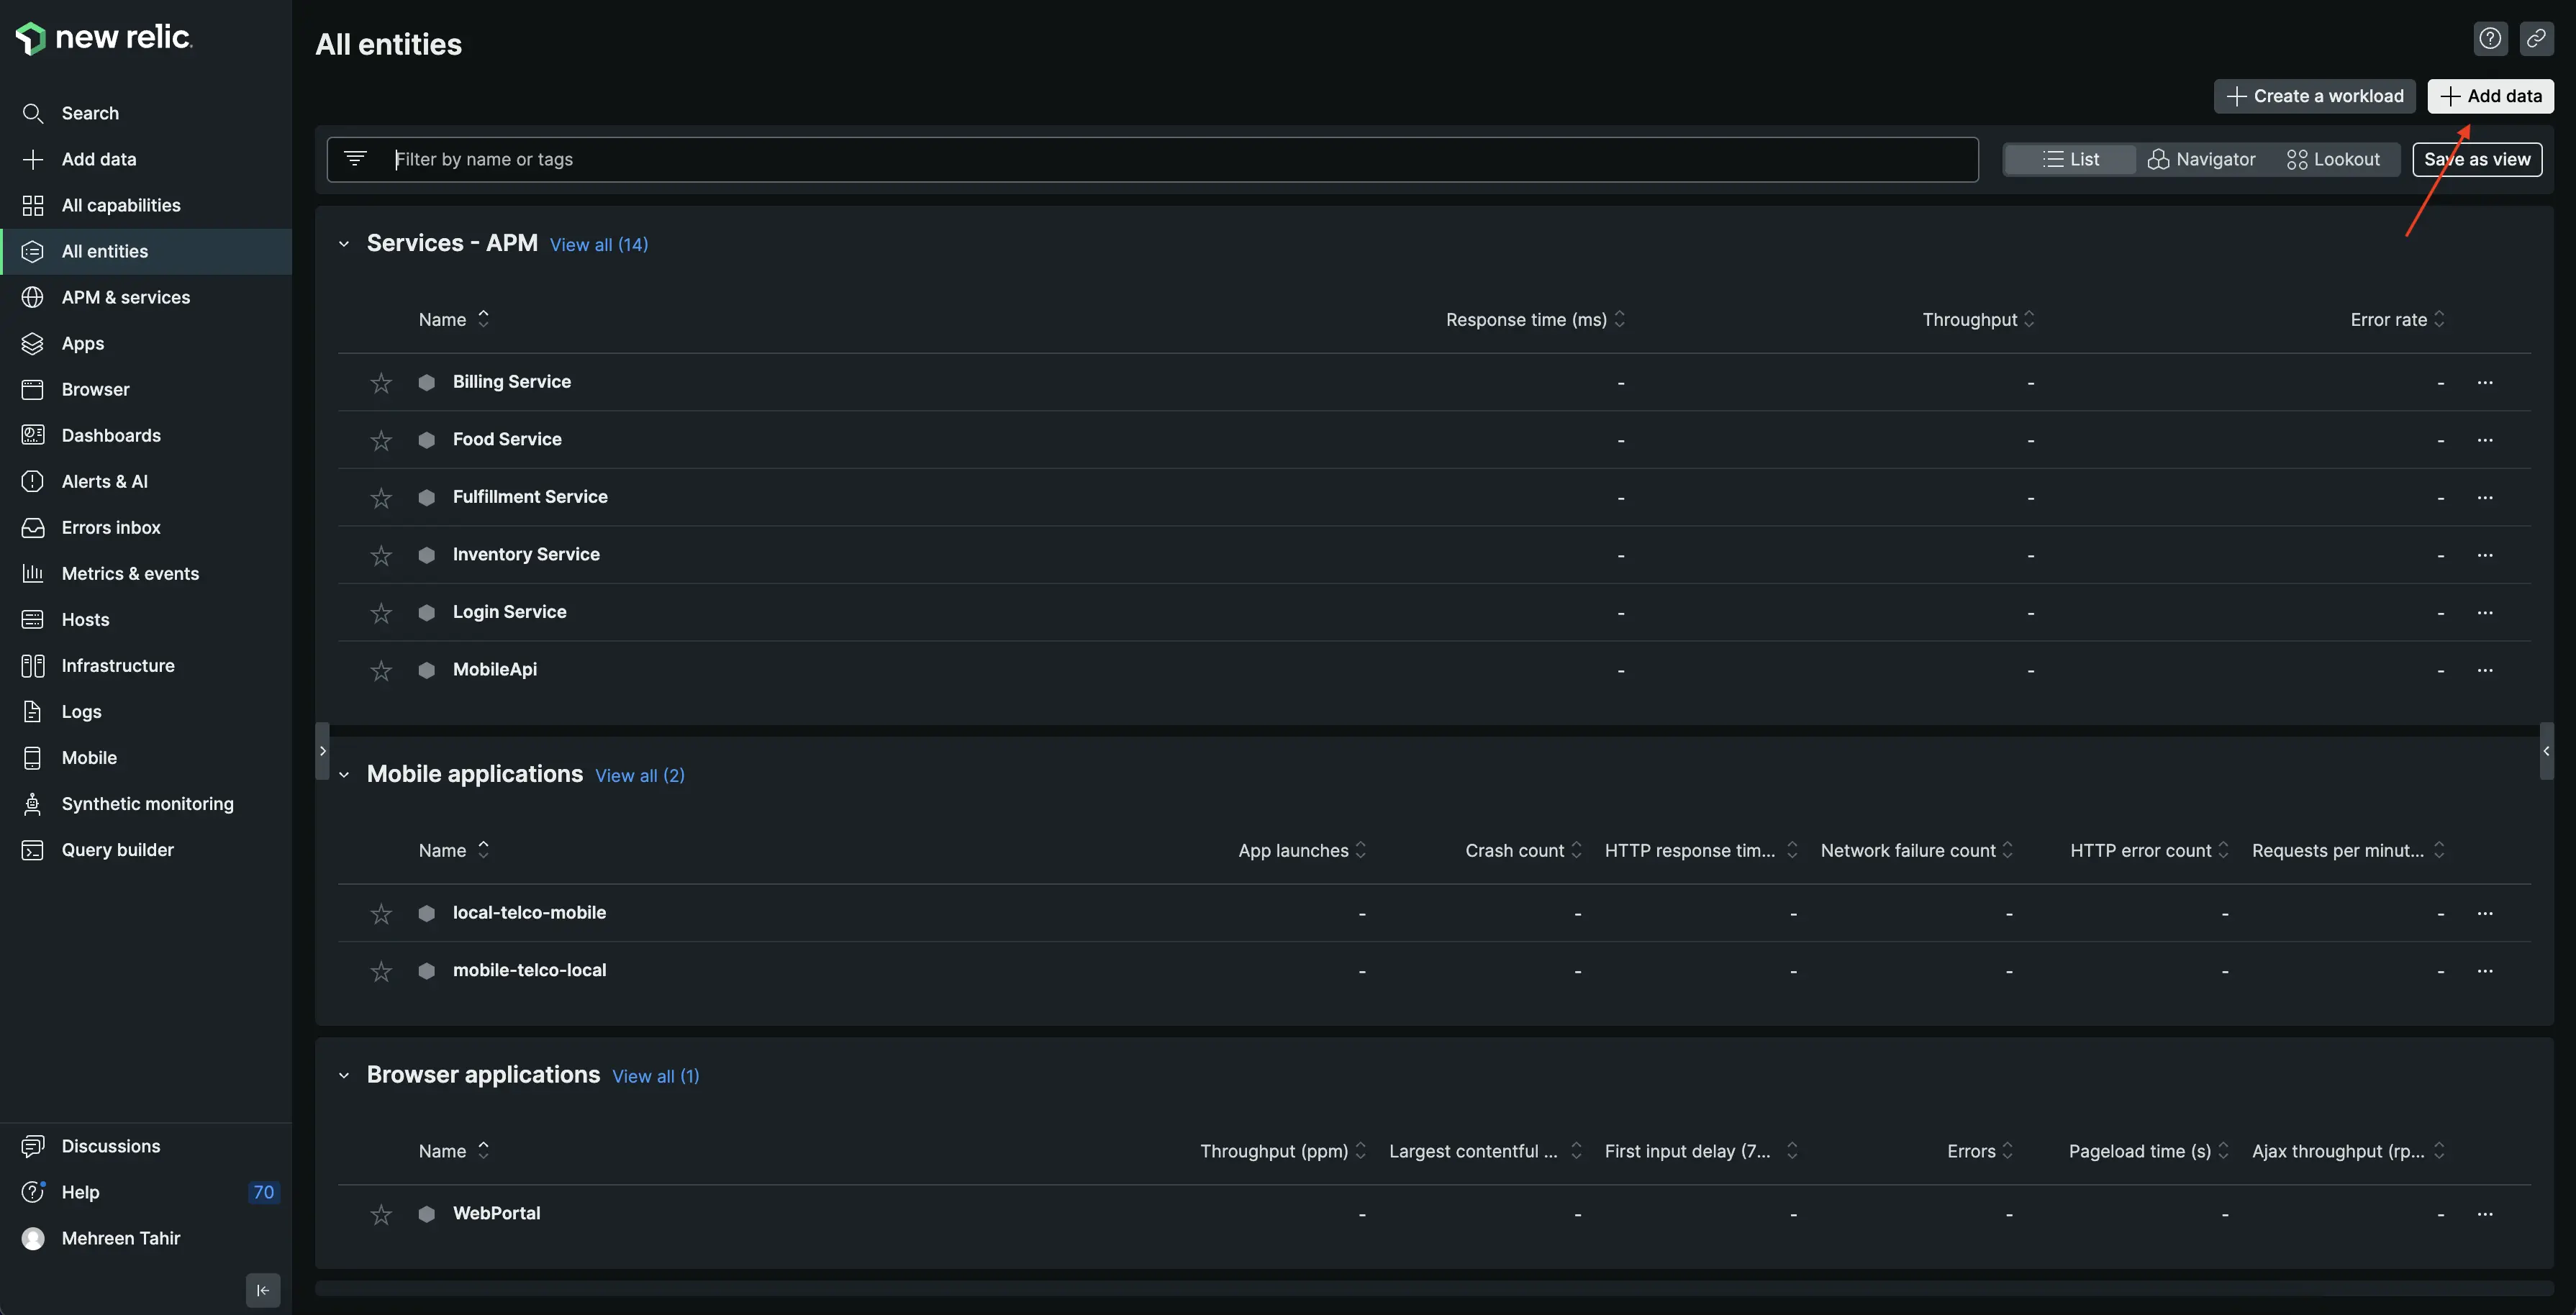 new relic.
Search
Add data
All capabilities
All entities
APM & services
Apps
Browser
Dashboards
Alerts & AI
Errors inbox
Metrics & events
Hosts
Infrastructure
Logs
Mobile
Synthetic monitoring
Query builder
Discussions
Help 70
Mehreen Tahir
All entities
Create a workload Add data
Filter by name or tags List Navigator Lookout Save as view
Services - APM View all (14)
Name Response time (ms) Throughput Error rate
Billing Service - - - ...
Food Service - - - ...
Fulfillment Service - - - ...
Inventory Service - - - ...
Login Service - - - ...
MobileApi - - - ...
Mobile applications View all (2)
Name App launches Crash count HTTP response tim... Network failure count HTTP error count Requests per minut...
local-telco-mobile - - - - - - ...
mobile-telco-local - - - - - - ...
Browser applications View all (1)
Name Throughput (ppm) Largest contentful ... First input delay (7... Errors Pageload time (s) Ajax throughput (rp...
WebPortal - - - - - - ...